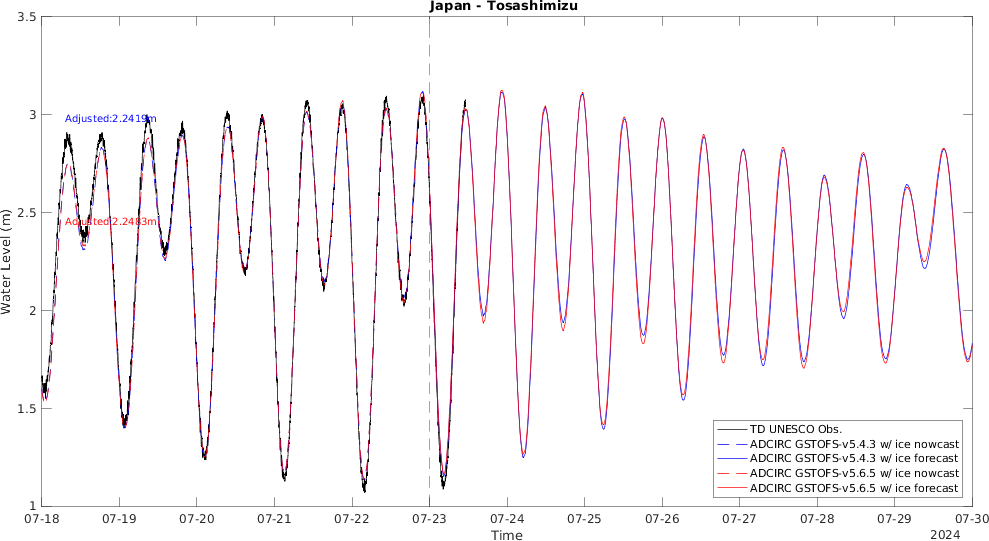 Japan - Tosashimizu
3.5
3
2.5
2
1.5
1
Water Level (m)
Adjusted:2.2419m
Adjusted:2.2483m
TD UNESCO Obs.
ADCIRC GSTOFS-v5.4.3 w/ ice nowcast
ADCIRC GSTOFS-v5.4.3 w/ ice forecast
ADCIRC GSTOFS-v5.6.5 w/ ice nowcast
ADCIRC GSTOFS-v5.6.5 w/ ice forecast
07-18 07-19 07-20 07-21 07-22 07-23 07-24 07-25 07-26 07-27 07-28 07-29 07-30
Time
2024